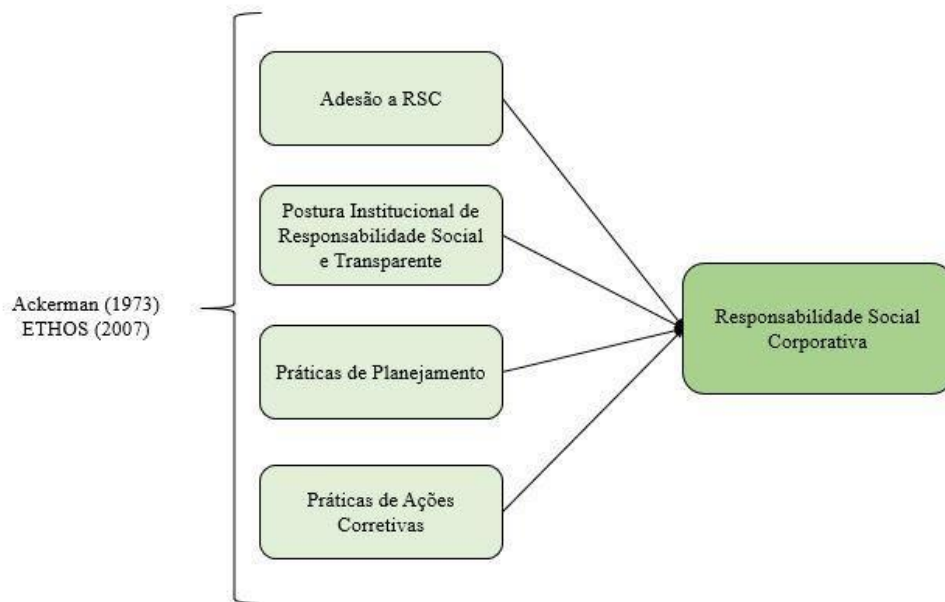 Ackerman (1973)
ETHOS (2007)
Adesão a RSC
Postura Institucional de
Responsabilidade Social
e Transparente
Práticas de Planejamento
Práticas de Ações
Corretivas
Responsabilidade Social
Corporativa